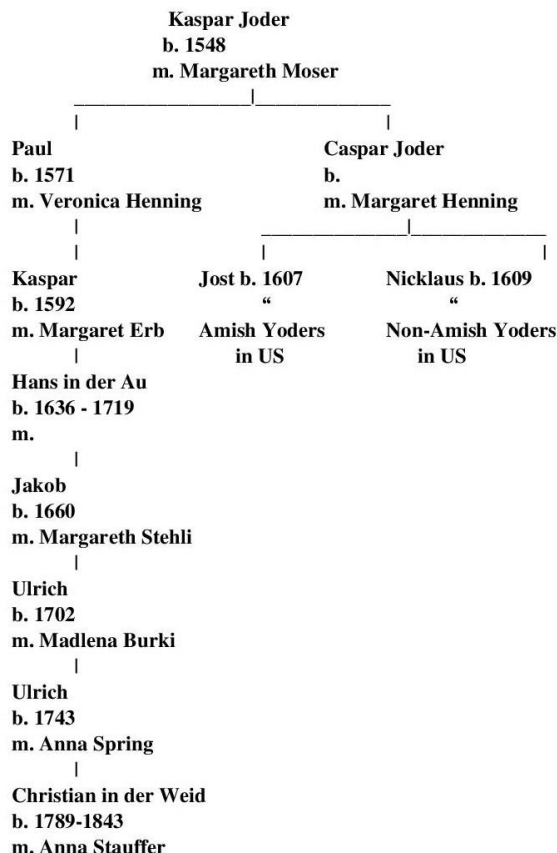 Kaspar Joder
b. 1548
m. Margareth Moser
Paul Caspar Joder
b. 1571 b.
m. Veronica Henning m. Margaret Henning
Kaspar Jost b. 1607 Nicklaus b. 1609
b. 1592 “ “
m. Margaret Erb Amish Yoders Non-Amish Yoders
in US in US
Hans in der Au
b. 1636 - 1719
m.
Jakob
b. 1660
m. Margareth Stehli
Ulrich
b. 1702
m. Madlena Burki
Ulrich
b. 1743
m. Anna Spring
Christian in der Weid
b. 1789-1843
m. Anna Stauffer